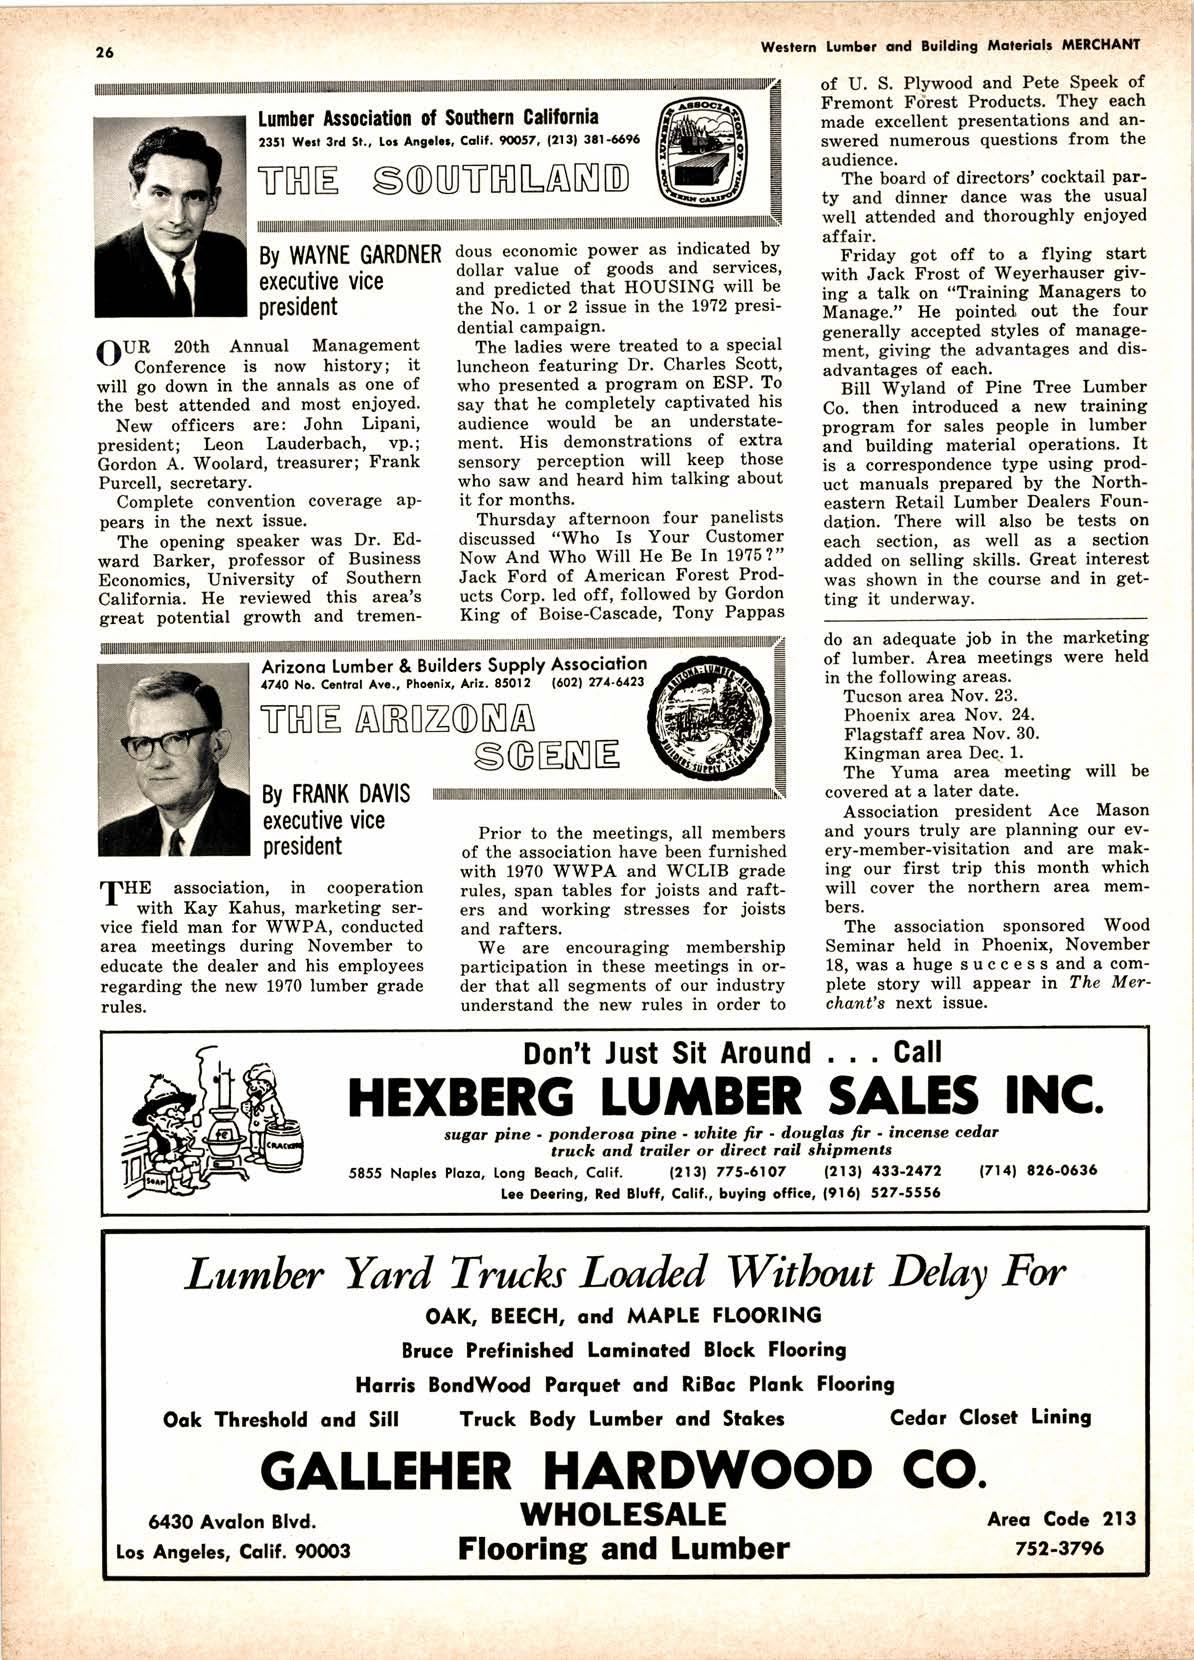 26
Western Lumber and Building Materials MERCHANT
Lumber Association of Southern California
2351 West 3rd St., Los Angeles, Calif. 90057, (213) 381-6696
THE SOUTHLAND
LUMBER ASSOCIATION OF SOUTHERN CALIFORNIA
By WAYNE GARDNER
executive vice
president
OUR 20th Annual Management
Conference is now history; it
will go down in the annals as one of
the best attended and most enjoyed.
New officers are: John Lipani,
president; Leon Lauderbach, vp.;
Gordon A. Woolard, treasurer; Frank
Purcell, secretary.
Complete convention coverage ap-
pears in the next issue.
The opening speaker was Dr. Ed-
ward Barker, professor of Business
Economics, University of Southern
California. He reviewed this area's
great potential growth and tremen-
dous economic power as indicated by
dollar value of goods and services,
and predicted that HOUSING will be
the No. 1 or 2 issue in the 1972 presi-
dential campaign.
The ladies were treated to a special
luncheon featuring Dr. Charles Scott,
who presented a program on ESP. To
say that he completely captivated his
audience would be an understate-
ment. His demonstrations of extra
sensory perception will keep those
who saw and heard him talking about
it for months.
Thursday afternoon four panelists
discussed "Who Is Your Customer
Now And Who Will He Be In 1975?"
Jack Ford of American Forest Prod-
ucts Corp. led off, followed by Gordon
King of Boise-Cascade, Tony Pappas
of U. S. Plywood and Pete Speek of
Fremont Forest Products. They each
made excellent presentations and an-
swered numerous questions from the
audience.
The board of directors' cocktail par-
ty and dinner dance was the usual
well attended and thoroughly enjoyed
affair.
Friday got off to a flying start
with Jack Frost of Weyerhauser giv-
ing a talk on "Training Managers to
Manage." He pointed out the four
generally accepted styles of manage-
ment, giving the advantages and dis-
advantages of each.
Bill Wyland of Pine Tree Lumber
Co. then introduced a new training
program for sales people in lumber
and building material operations. It
is a correspondence type using prod-
uct manuals prepared by the North-
eastern Retail Lumber Dealers Foun-
dation. There will also be tests on
each section, as well as a section
added on selling skills. Great interest
was shown in the course and in get-
ting it underway.
Arizona Lumber & Builders Supply Association
4740 No. Central Ave., Phoenix, Ariz. 85012 (602) 274-6423
THE ARIZONA
SCENE
ARIZONA LUMBER AND BUILDERS SUPPLY ASSN. INC.
By FRANK DAVIS
executive vice
president
THE association, in cooperation
with Kay Kahus, marketing ser-
vice field man for WWPA, conducted
area meetings during November to
educate the dealer and his employees
regarding the new 1970 lumber grade
rules.
Prior to the meetings, all members
of the association have been furnished
with 1970 WWPA and WCLIB grade
rules, span tables for joists and raft-
ers and working stresses for joists
and rafters.
We are encouraging membership
participation in these meetings in or-
der that all segments of our industry
understand the new rules in order to
do an adequate job in the marketing
of lumber. Area meetings were held
in the following areas.
Tucson area Nov. 23.
Phoenix area Nov. 24.
Flagstaff area Nov. 30.
Kingman area Dec. 1.
The Yuma area meeting will be
covered at a later date.
Association president Ace Mason
and yours truly are planning our ev-
ery-member-visitation and are mak-
ing our first trip this month which
will cover the northern area mem-
bers.
The association sponsored Wood
Seminar held in Phoenix, November
18, was a huge success and a com-
plete story will appear in The Mer-
chant's next issue.
Don't Just Sit Around . . . Call
HEXBERG LUMBER SALES INC.
sugar pine - ponderosa pine - white fir - douglas fir - incense cedar
truck and trailer or direct rail shipments
5855 Naples Plaza, Long Beach, Calif. (213) 775-6107 (213) 433-2472 (714) 826-0636
Lee Deering, Red Bluff, Calif., buying office, (916) 527-5556
CRACKERS
SOAP
Lumber Yard Trucks Loaded Without Delay For
OAK, BEECH, and MAPLE FLOORING
Bruce Prefinished Laminated Block Flooring
Harris BondWood Parquet and RiBac Plank Flooring
Oak Threshold and Sill Truck Body Lumber and Stakes Cedar Closet Lining
GALLEHER HARDWOOD CO.
6430 Avalon Blvd.
Los Angeles, Calif. 90003
WHOLESALE
Flooring and Lumber
Area Code 213
752-3796